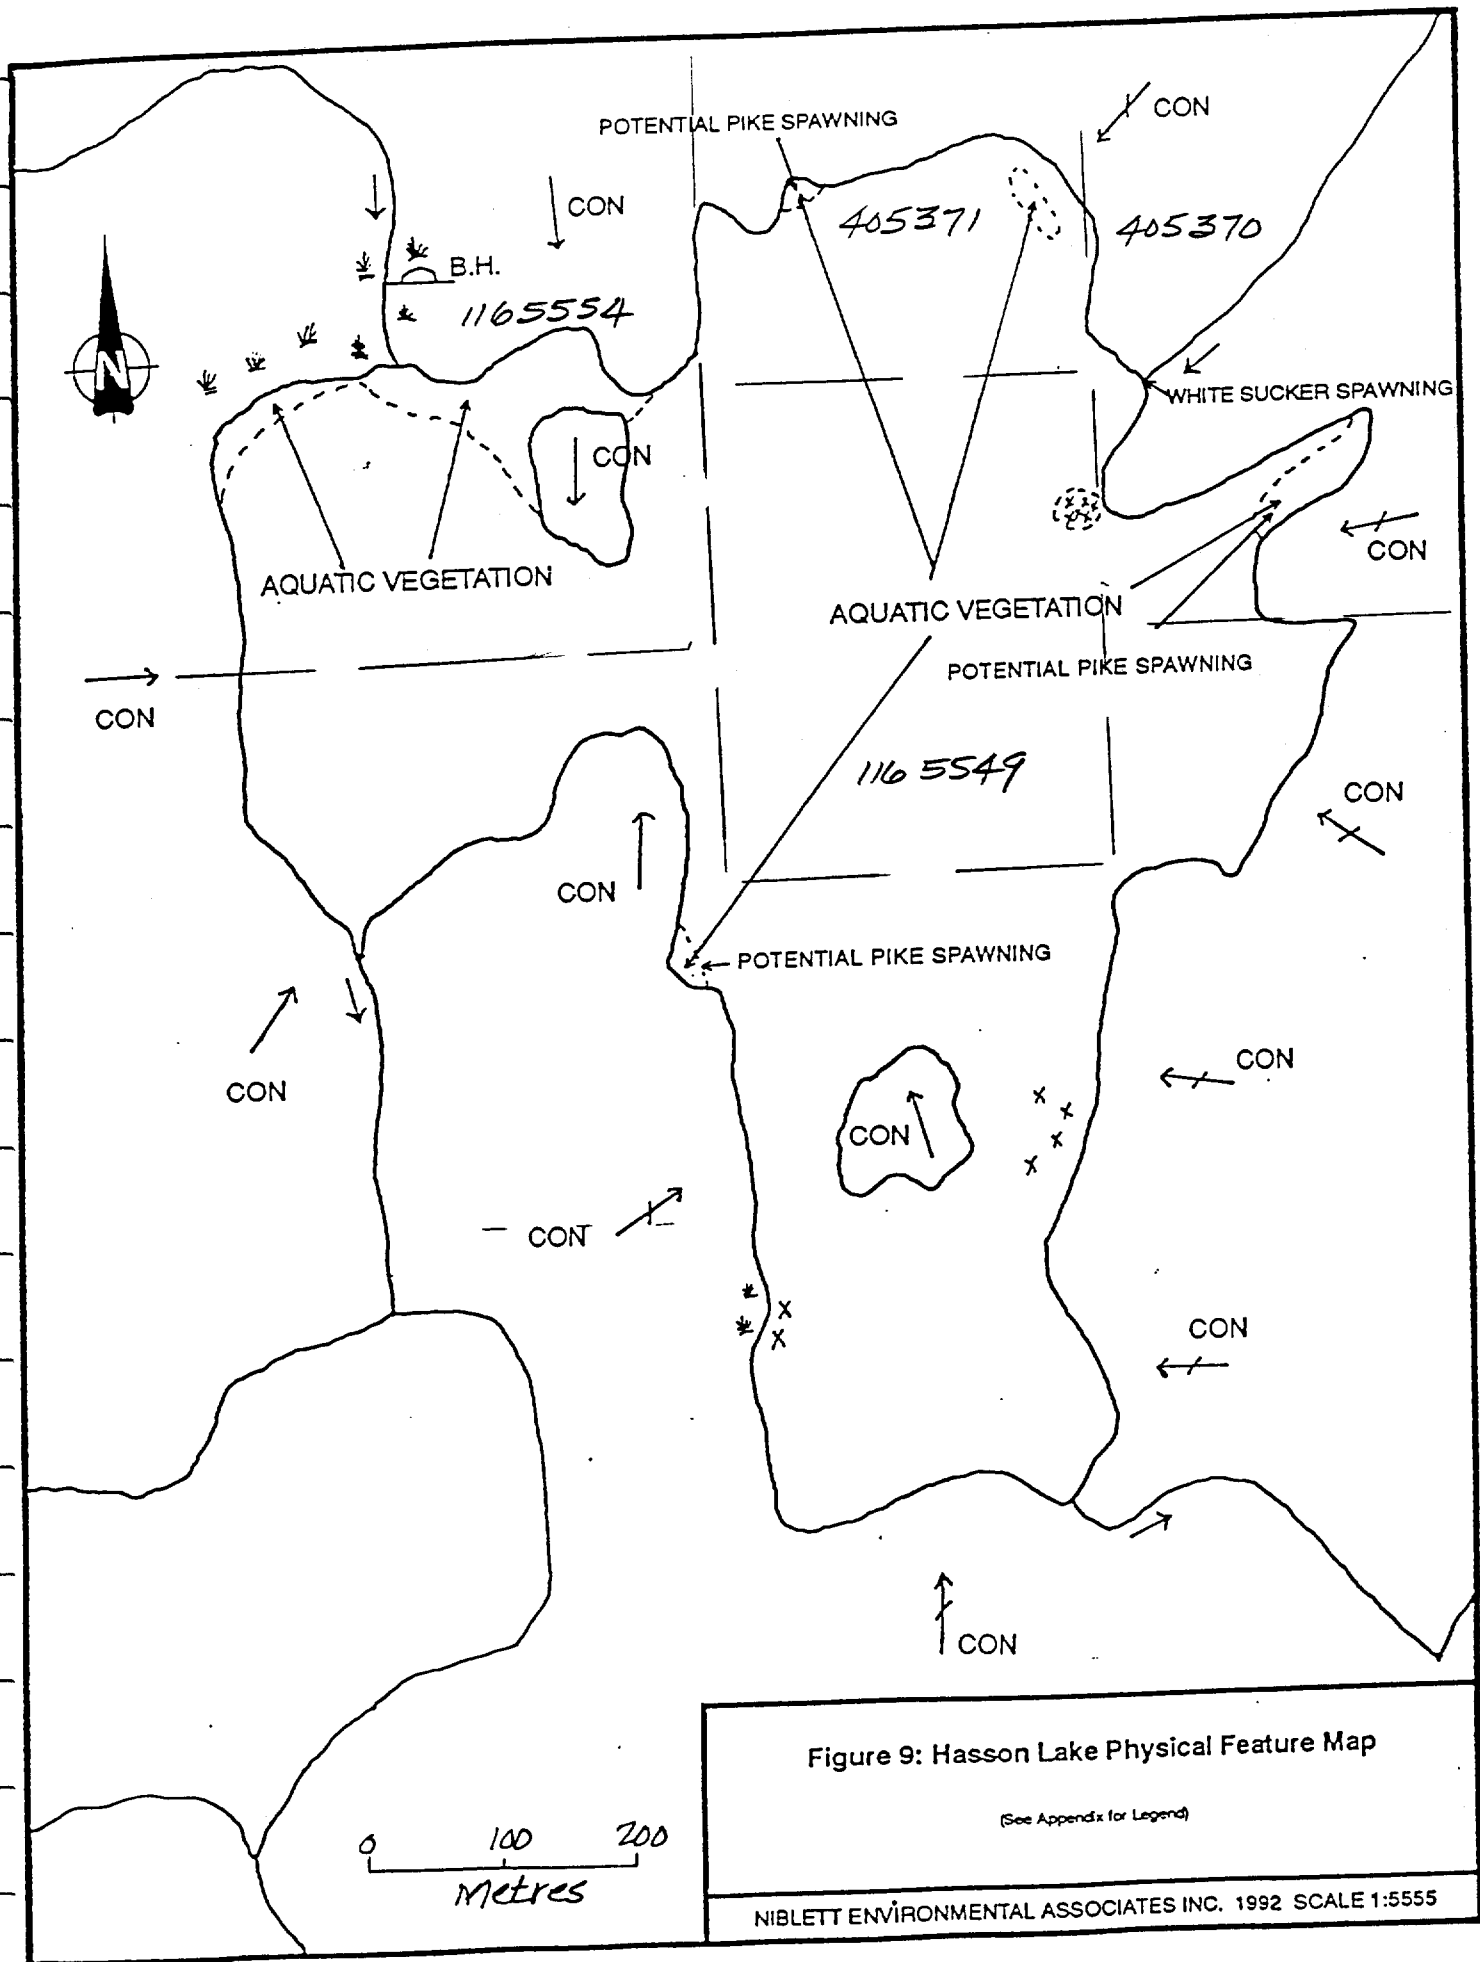 POTENTIAL PIKE SPAWNING
CON
CON
405371
405370
B.H.
1165554
N
WHITE SUCKER SPAWNING
CON
CON
AQUATIC VEGETATION
AQUATIC VEGETATION
POTENTIAL PIKE SPAWNING
CON
1165549
CON
CON
POTENTIAL PIKE SPAWNING
CON
CON
CON
CON
CON
CON
Figure 9: Hasson Lake Physical Feature Map
(See Appendix for Legend)
0 100 200
Metres
NIBLETT ENVIRONMENTAL ASSOCIATES INC. 1992 SCALE 1:5555